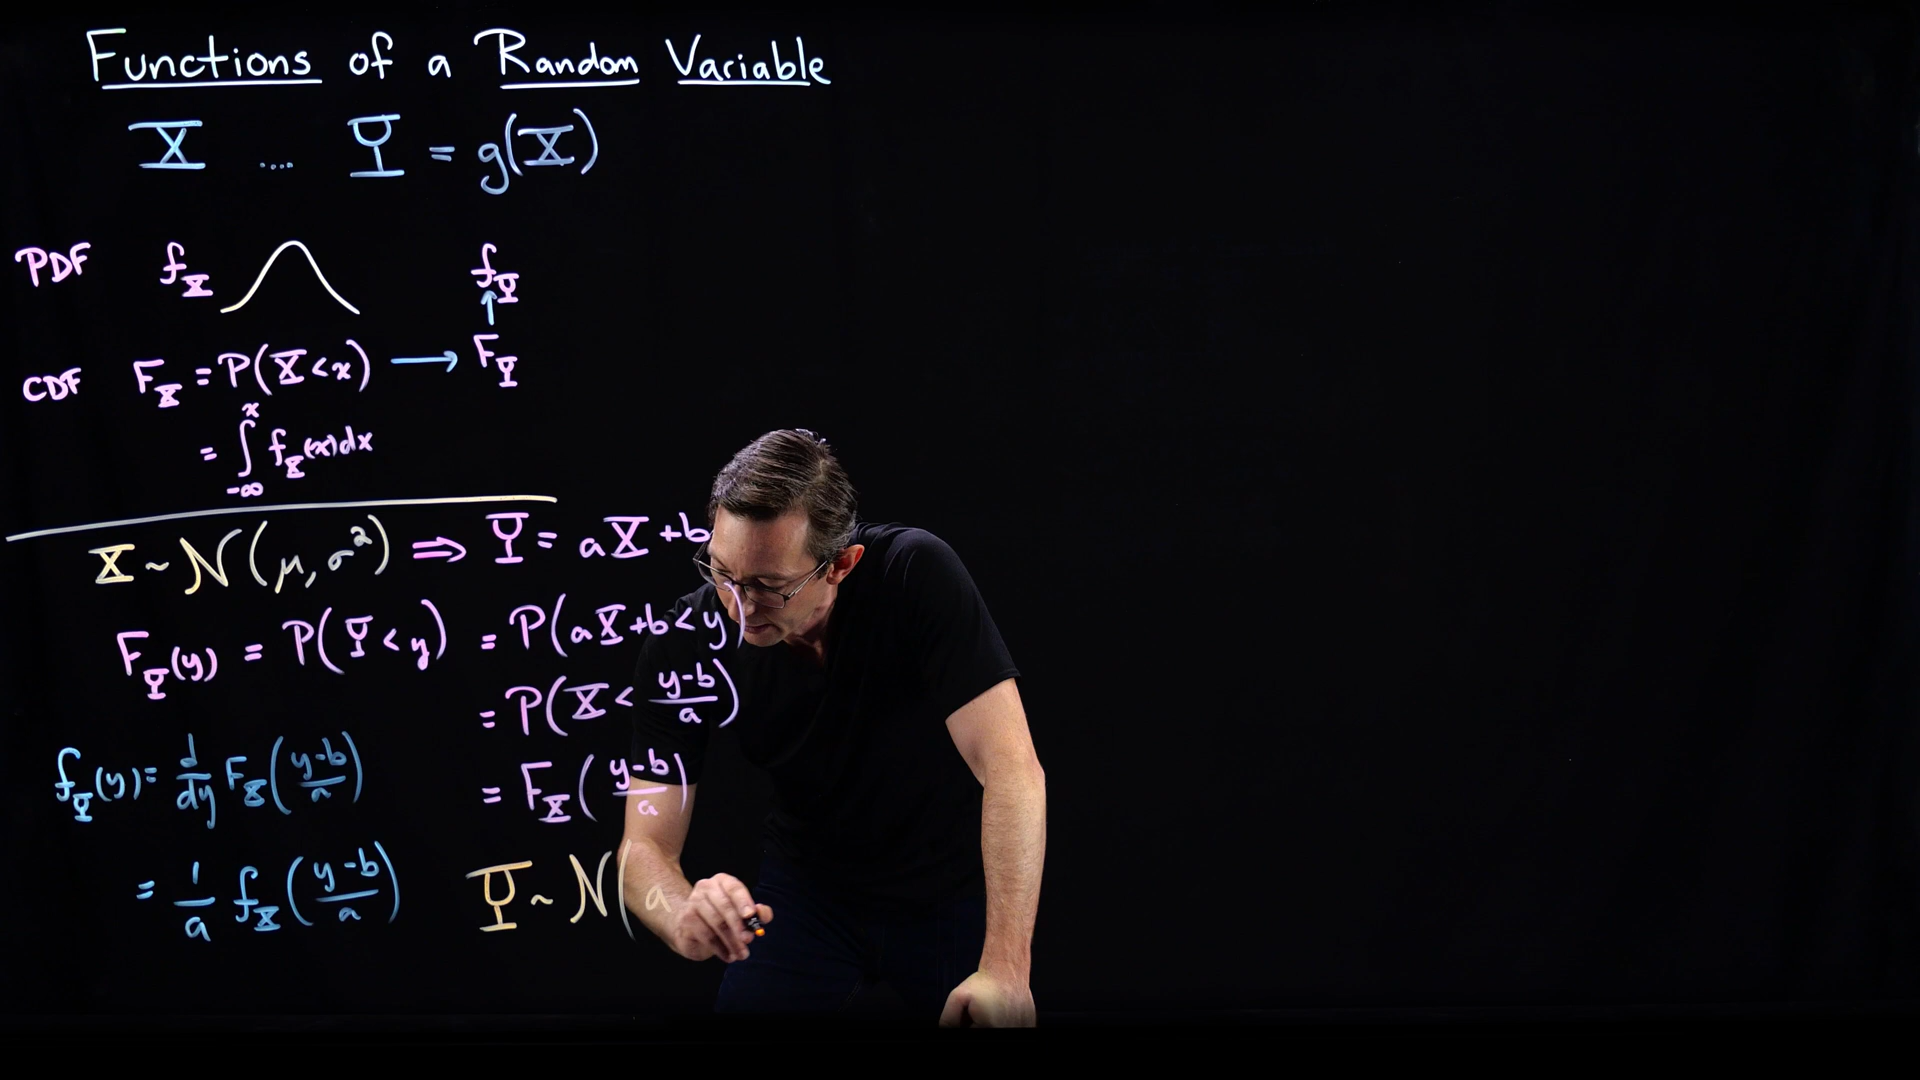 Functions of a Random Variable
X .... Y = g(X)
PDF f_X f_Y
↑
CDF F_X = P(X < x) → F_Y
= ∫_{-∞}^{x} f_X(x)dx
X ~ N(μ, σ²) ⇒ Y = aX + b
F_Y(y) = P(Y < y) = P(aX + b < y)
= P(X < (y-b)/a)
f_Y(y) = d/dy F_X((y-b)/a) = F_X((y-b)/a)
= 1/a f_X((y-b)/a) Y ~ N(a